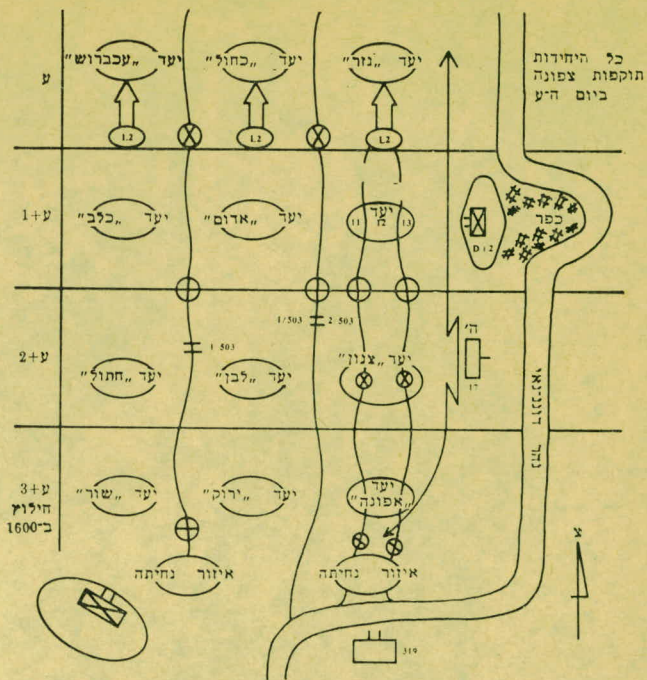 כל היחידות
תוקפות צפונה
ביום ה־ע
ע
יעד „עכברוש"
יעד „כחול"
יעד „נזר"
L2
L2
L2
ע+1
יעד „כלב"
יעד „אדום"
יעד
11
12
13
D 2
כפר
ע+2
1 503
1/503
2 503
יעד „חתול"
יעד „לבן"
יעד „צנון"
ה'
17
ע+3
חילוץ
ב־1600
יעד „שור"
יעד „ירוק"
יעד
„אפונה"
איזור נחיתה
איזור נחיתה
צ
319